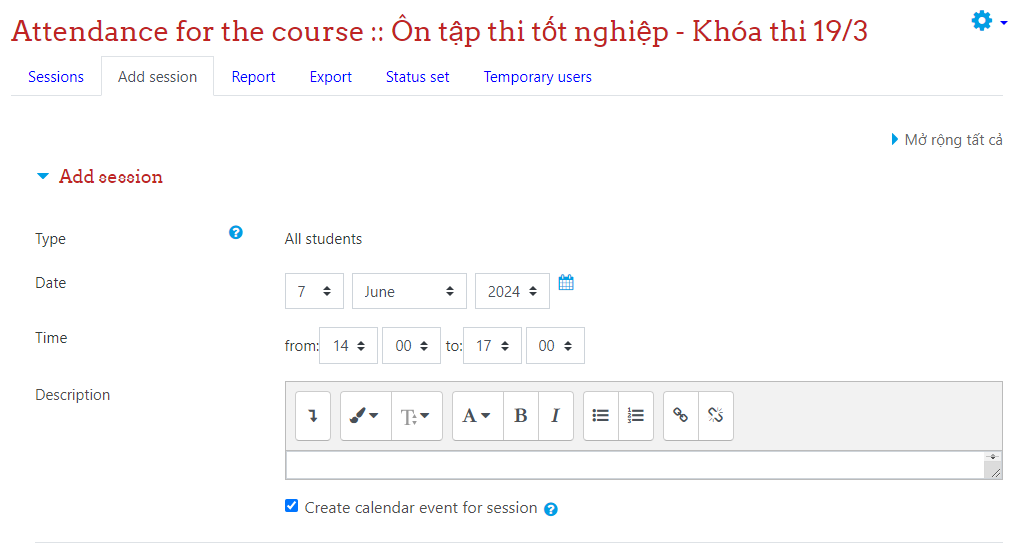 Attendance for the course :: Ôn tập thi tốt nghiệp - Khóa thi 19/3
Sessions Add session Report Export Status set Temporary users
Mở rộng tất cả
Add session
Type All students
Date 7 June 2024
Time from: 14 00 to: 17 00
Description
A B I
Create calendar event for session